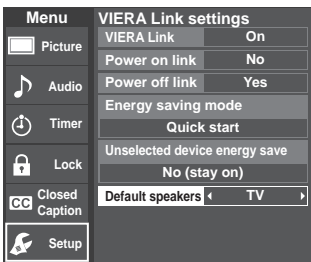 Menu
Picture
Audio
Timer
Lock
CC Closed
Caption
Setup
VIERA Link settings
VIERA Link On
Power on link No
Power off link Yes
Energy saving mode
Quick start
Unselected device energy save
No (stay on)
Default speakers TV